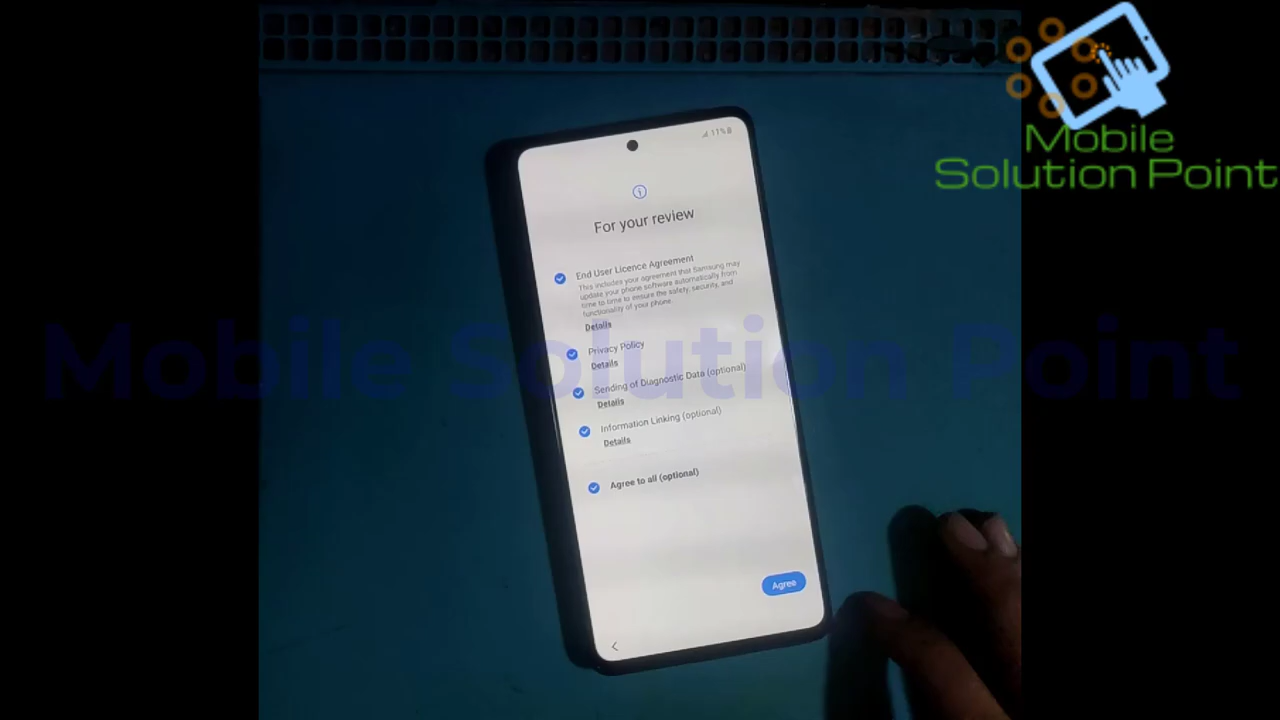 Mobile
Solution Point
11%
For your review
End User Licence Agreement
This includes your agreement that Samsung may
update your phone software automatically from
time to time to ensure the safety, security, and
functionality of your phone.
Details
Privacy Policy
Details
Sending of Diagnostic Data (optional)
Details
Information Linking (optional)
Details
Agree to all (optional)
Agree
Mobile Solution Point